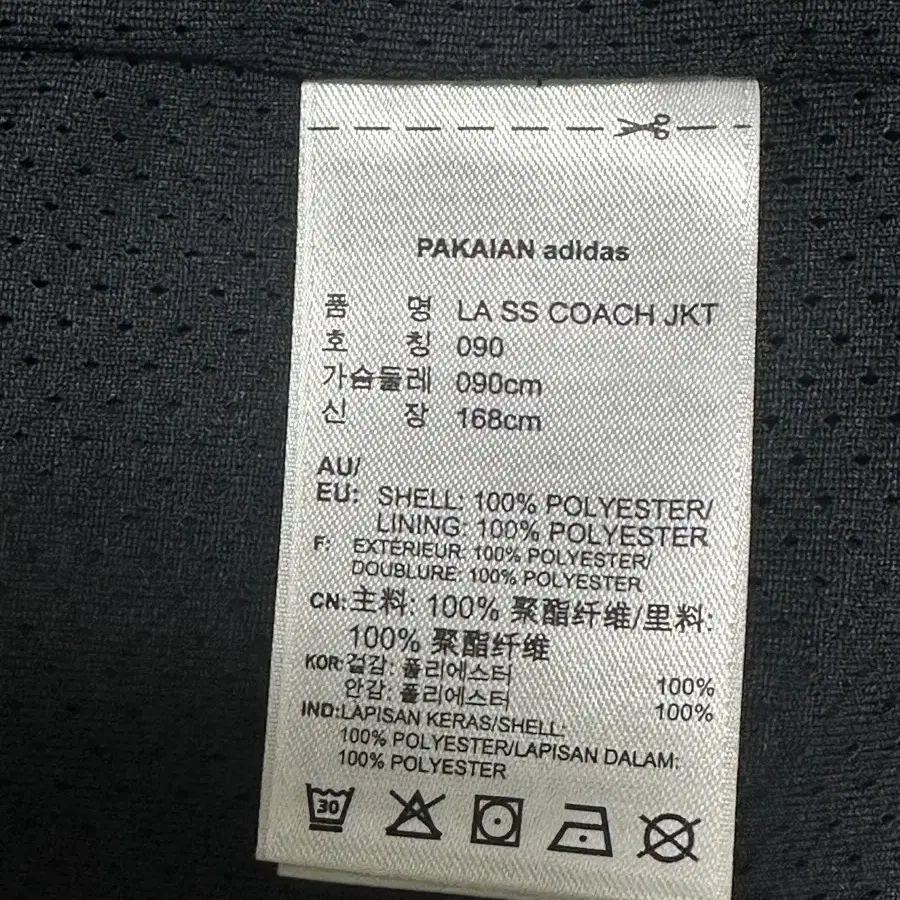 PAKAIAN adidas
품 명 LA SS COACH JKT
호 칭 090
가슴둘레 090cm
신 장 168cm
AU/
EU: SHELL: 100% POLYESTER/
LINING: 100% POLYESTER
F: EXTÉRIEUR: 100% POLYESTER/
DOUBLURE: 100% POLYESTER
CN: 主料: 100% 聚酯纤维/里料:
100% 聚酯纤维
KOR: 겉감: 폴리에스터 100%
안감: 폴리에스터 100%
IND: LAPISAN KERAS/SHELL:
100% POLYESTER/LAPISAN DALAM:
100% POLYESTER
30